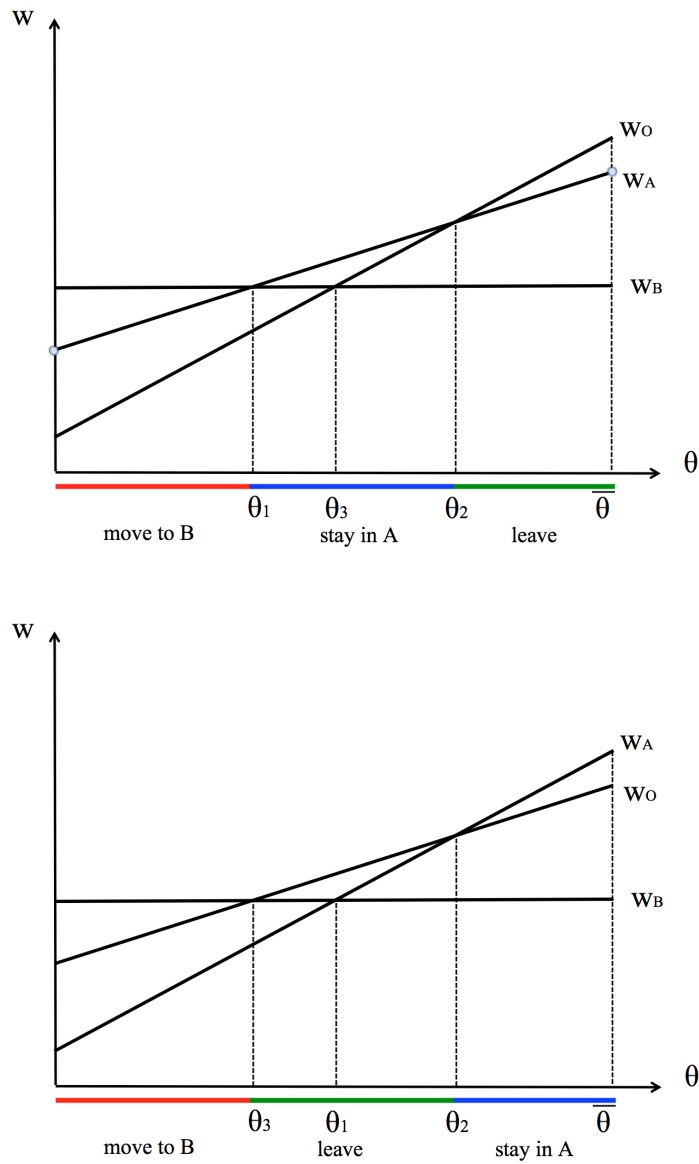 w
wO
wA
wB
θ
θ1 θ3 θ2 θ̅
move to B stay in A leave
w
wA
wO
wB
θ
θ3 θ1 θ2 θ̅
move to B leave stay in A